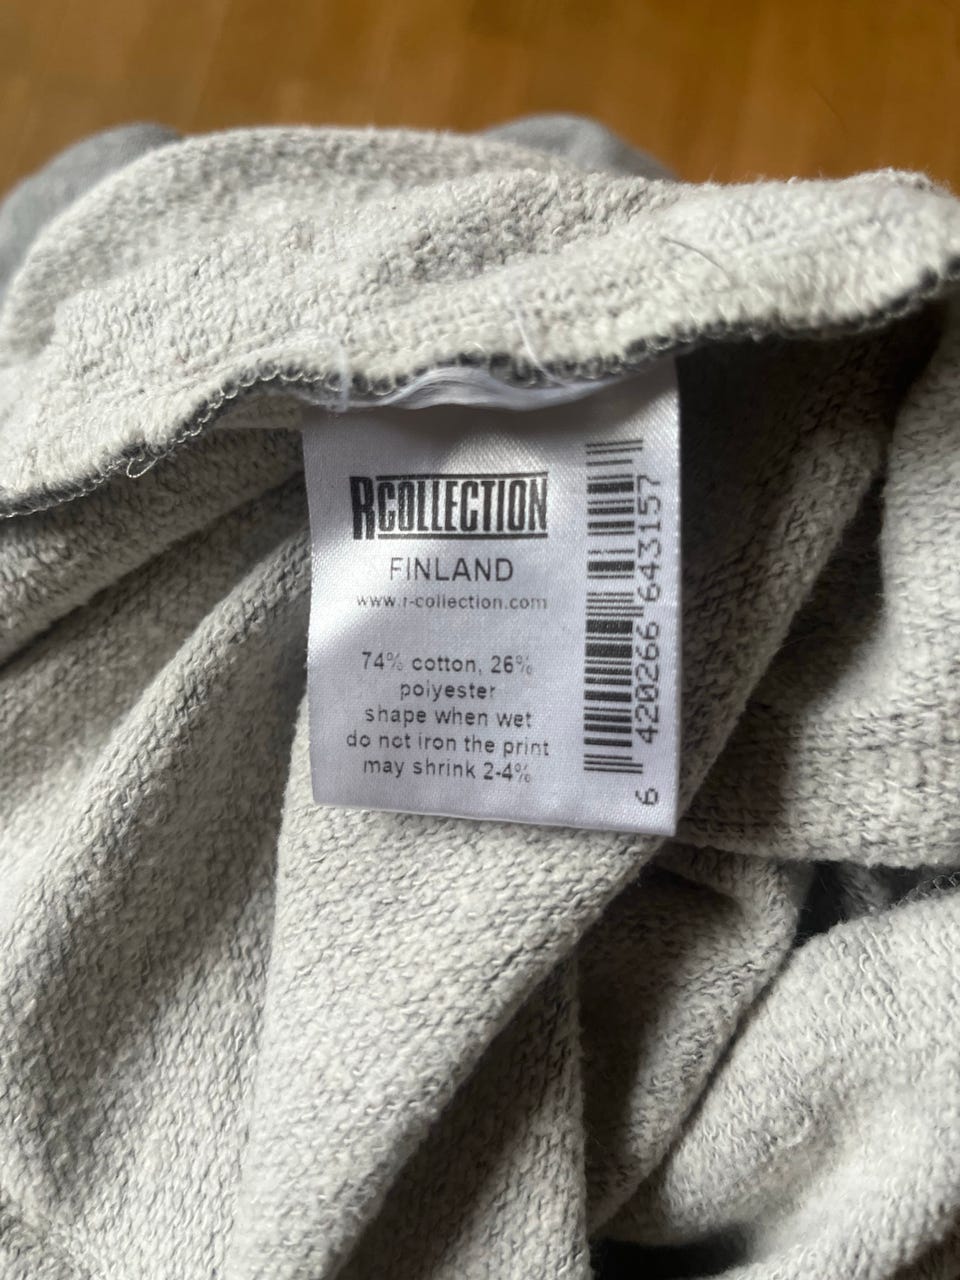 RCOLLECTION
FINLAND
www.r-collection.com
74% cotton, 26%
polyester
shape when wet
do not iron the print
may shrink 2-4%
6 420266 643157